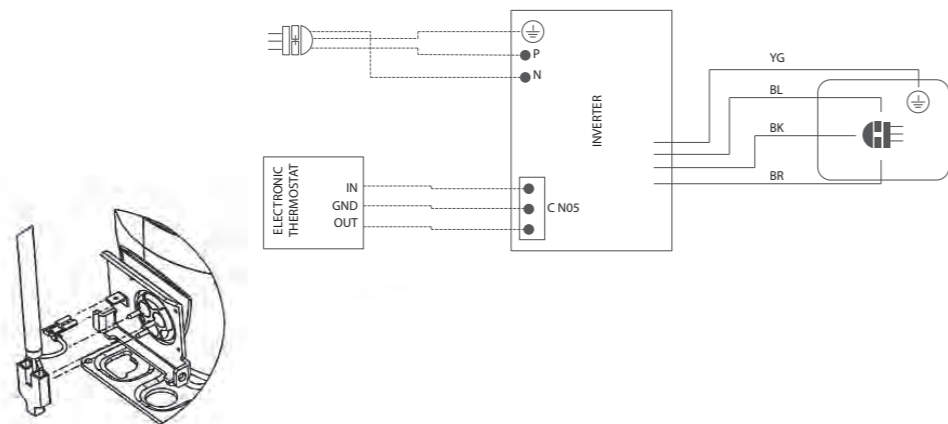 P
N
INVERTER
YG
BL
BK
BR
ELECTRONIC
THERMOSTAT
IN
GND
OUT
C N05